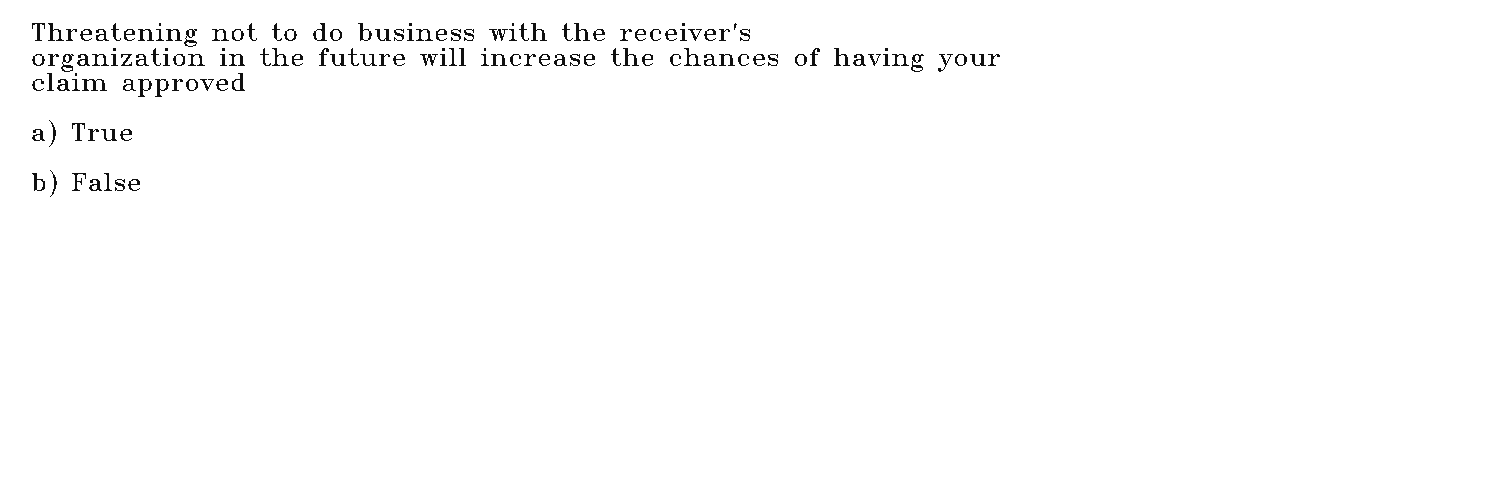 Threatening not to do business with the receiver's
organization in the future will increase the chances of having your
claim approved
a) True
b) False